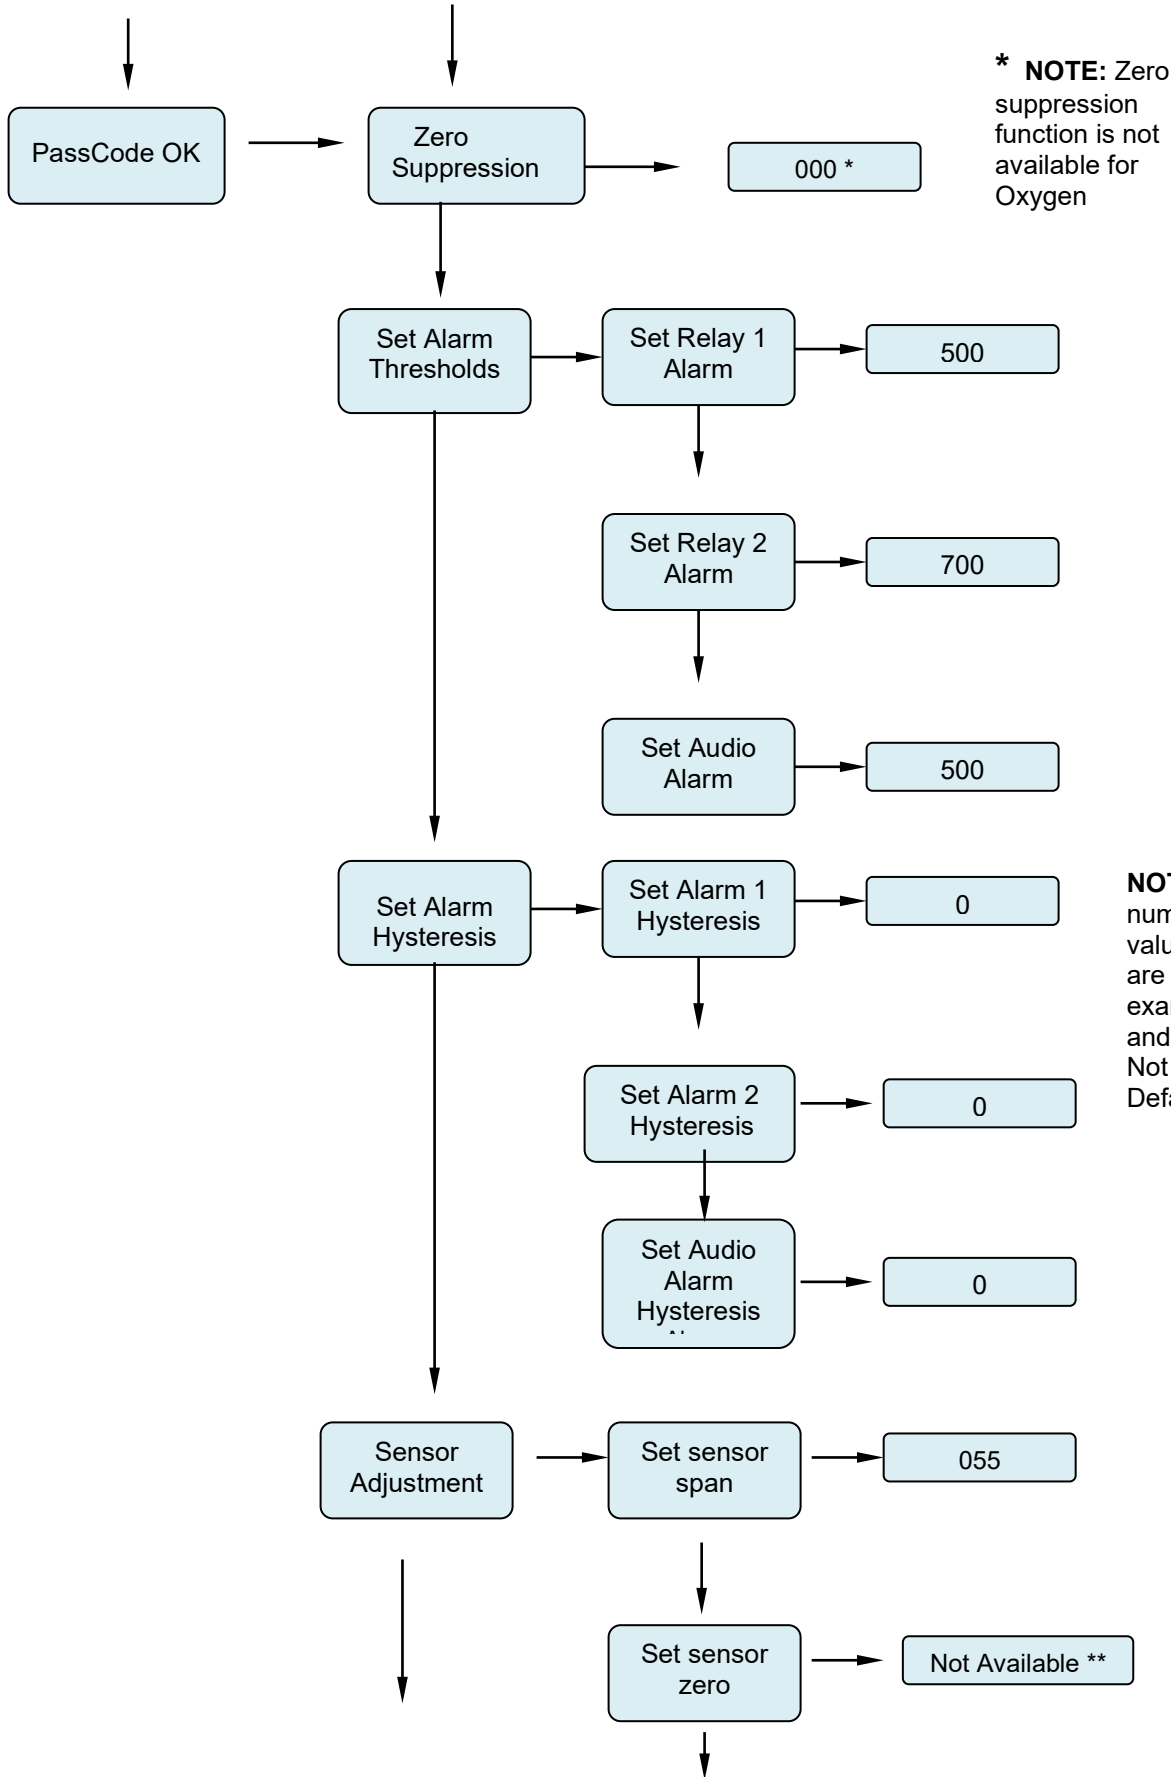 * NOTE: Zero
suppression
function is not
available for
Oxygen
PassCode OK
Zero
Suppression
000 *
Set Alarm
Thresholds
Set Relay 1
Alarm
500
Set Relay 2
Alarm
700
Set Audio
Alarm
500
Set Alarm
Hysteresis
Set Alarm 1
Hysteresis
0
are
and
Not
Set Alarm 2
Hysteresis
0
Set Audio
Alarm
Hysteresis
0
Sensor
Adjustment
Set sensor
span
055
Set sensor
zero
Not Available **